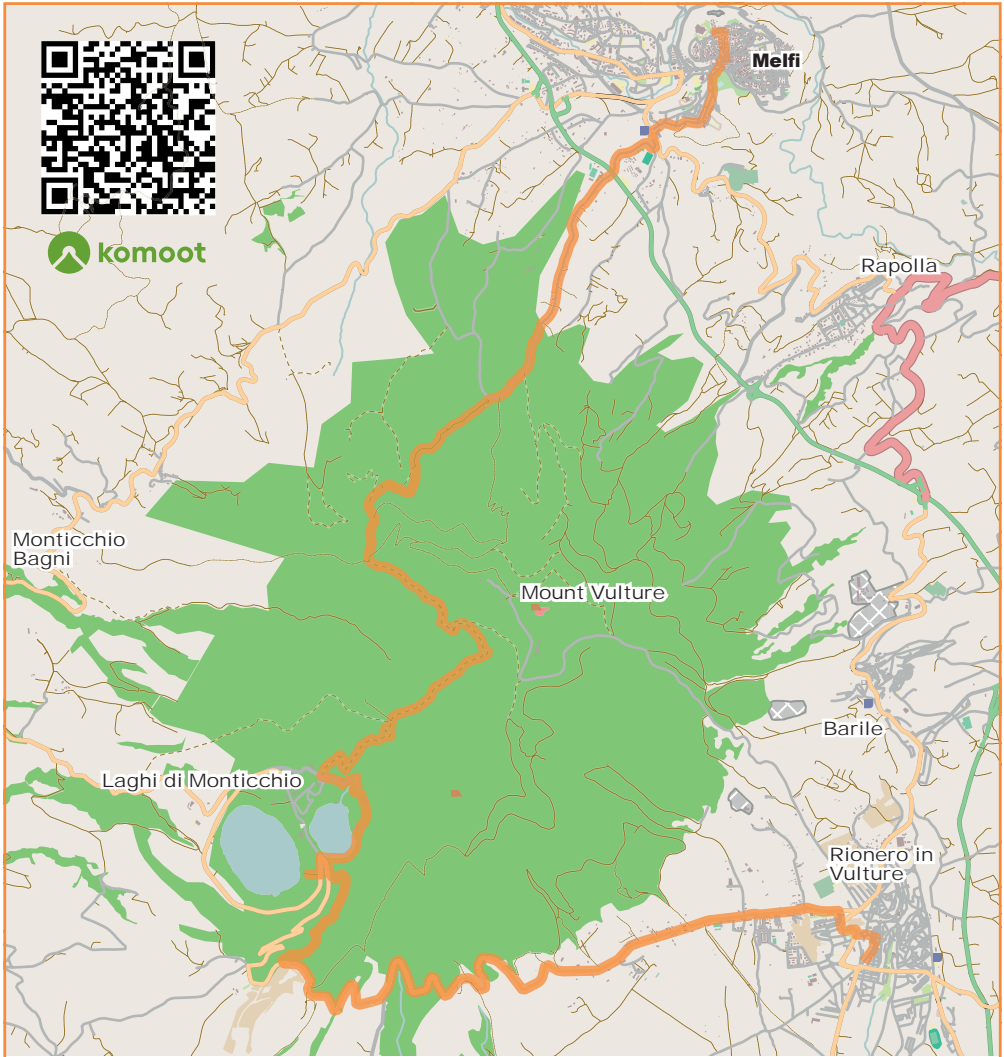 Melfi
komoot
Rapolla
Monticchio
Bagni
Mount Vulture
Barile
Laghi di Monticchio
Rionero in
Vulture